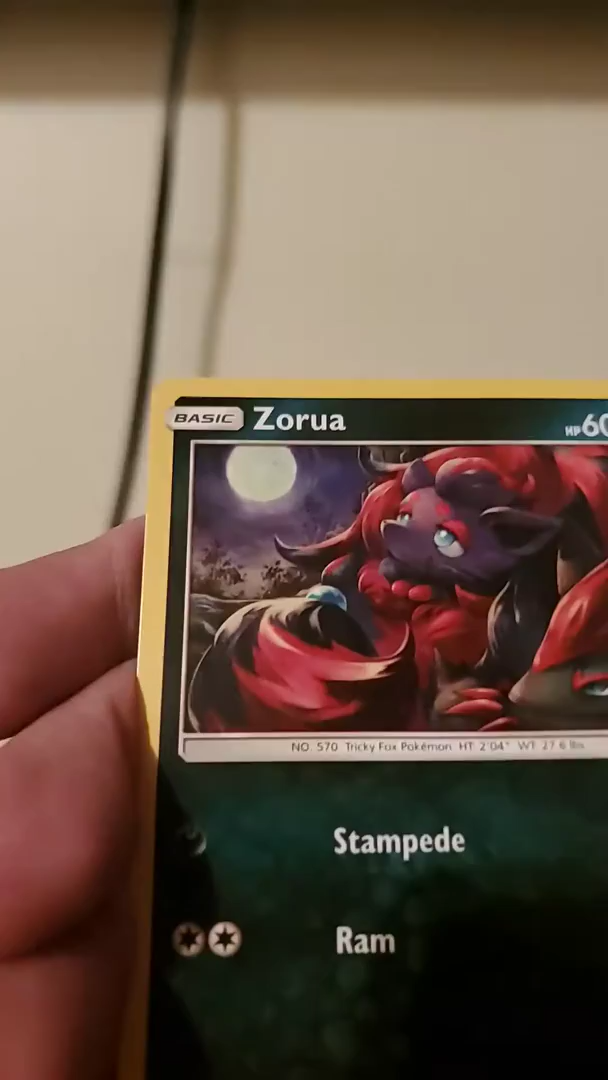 BASIC Zorua HP60
NO. 570 Tricky Fox Pokémon HT: 2'04" WT: 27.6 lbs.
Stampede
Ram